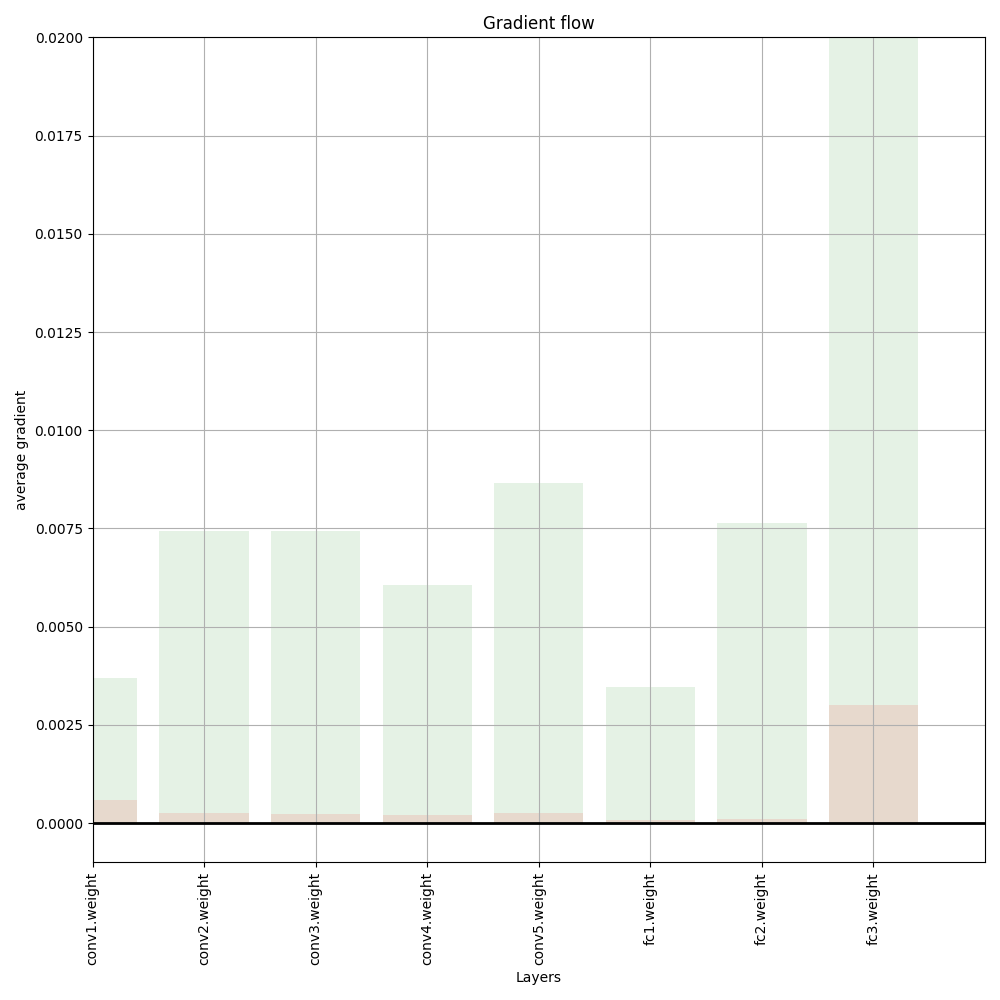 Gradient flow
0.0200
0.0175
0.0150
0.0125
0.0100
0.0075
0.0050
0.0025
0.0000
average gradient
conv1.weight
conv2.weight
conv3.weight
conv4.weight
conv5.weight
fc1.weight
fc2.weight
fc3.weight
Layers